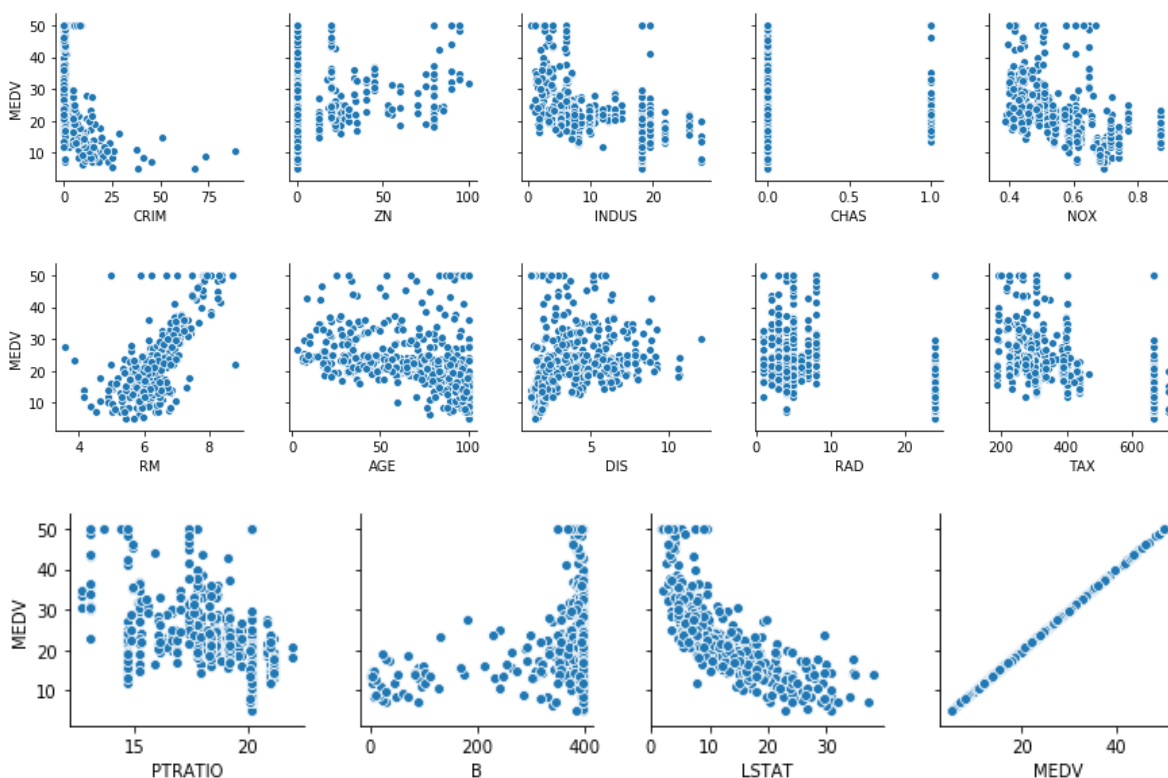 50
40
30
20
10
MEDV
0 25 50 75
CRIM
0 50 100
ZN
0 10 20
INDUS
0.0 0.5 1.0
CHAS
0.4 0.6 0.8
NOX
50
40
30
20
10
MEDV
4 6 8
RM
0 50 100
AGE
5 10
DIS
0 10 20
RAD
200 400 600
TAX
50
40
30
20
10
MEDV
15 20
PTRATIO
0 200 400
B
0 10 20 30
LSTAT
20 40
MEDV